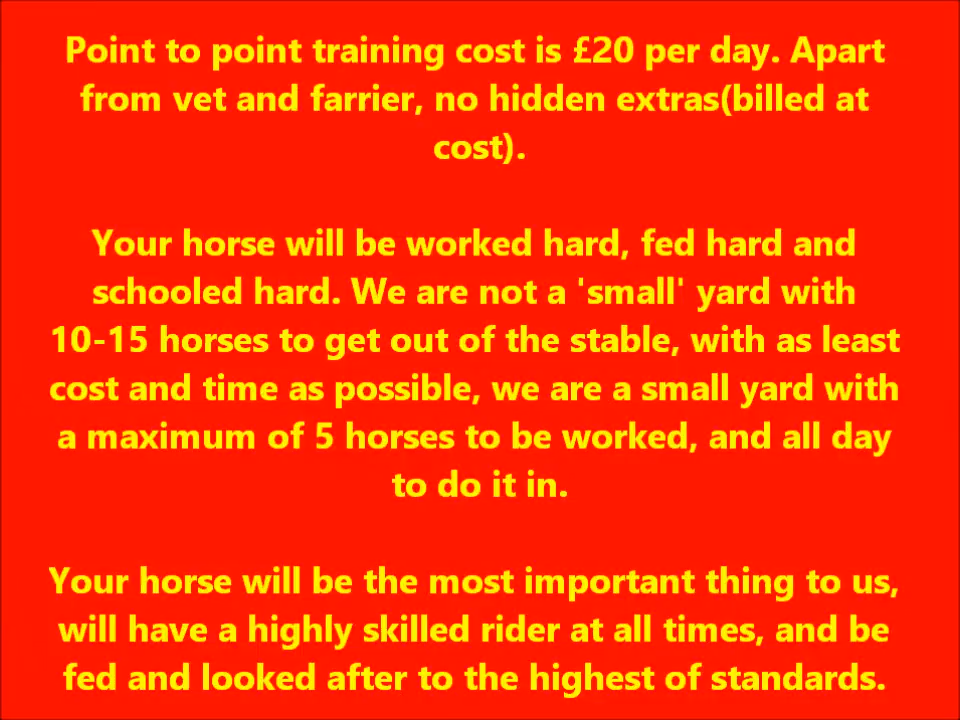 Point to point training cost is £20 per day. Apart
from vet and farrier, no hidden extras(billed at
cost).
Your horse will be worked hard, fed hard and
schooled hard. We are not a 'small' yard with
10-15 horses to get out of the stable, with as least
cost and time as possible, we are a small yard with
a maximum of 5 horses to be worked, and all day
to do it in.
Your horse will be the most important thing to us,
will have a highly skilled rider at all times, and be
fed and looked after to the highest of standards.